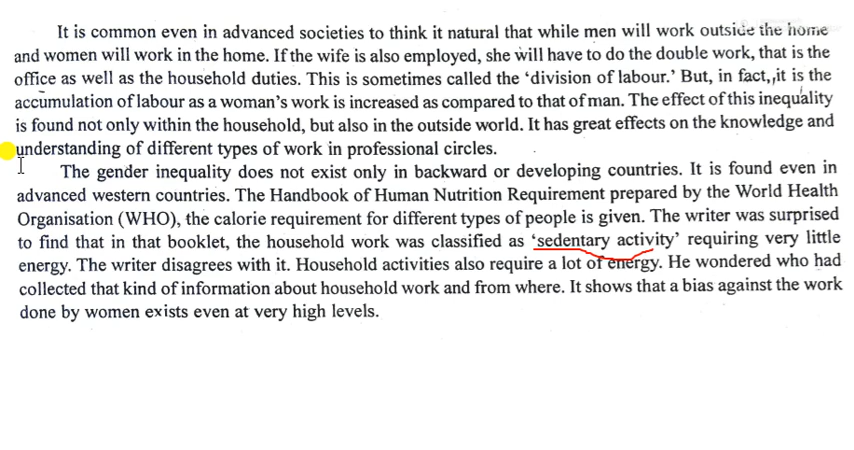 It is common even in advanced societies to think it natural that while men will work outside the home
and women will work in the home. If the wife is also employed, she will have to do the double work, that is the
office as well as the household duties. This is sometimes called the ‘division of labour.’ But, in fact, it is the
accumulation of labour as a woman’s work is increased as compared to that of man. The effect of this inequality
is found not only within the household, but also in the outside world. It has great effects on the knowledge and
understanding of different types of work in professional circles.
The gender inequality does not exist only in backward or developing countries. It is found even in
advanced western countries. The Handbook of Human Nutrition Requirement prepared by the World Health
Organisation (WHO), the calorie requirement for different types of people is given. The writer was surprised
to find that in that booklet, the household work was classified as ‘sedentary activity’ requiring very little
energy. The writer disagrees with it. Household activities also require a lot of energy. He wondered who had
collected that kind of information about household work and from where. It shows that a bias against the work
done by women exists even at very high levels.